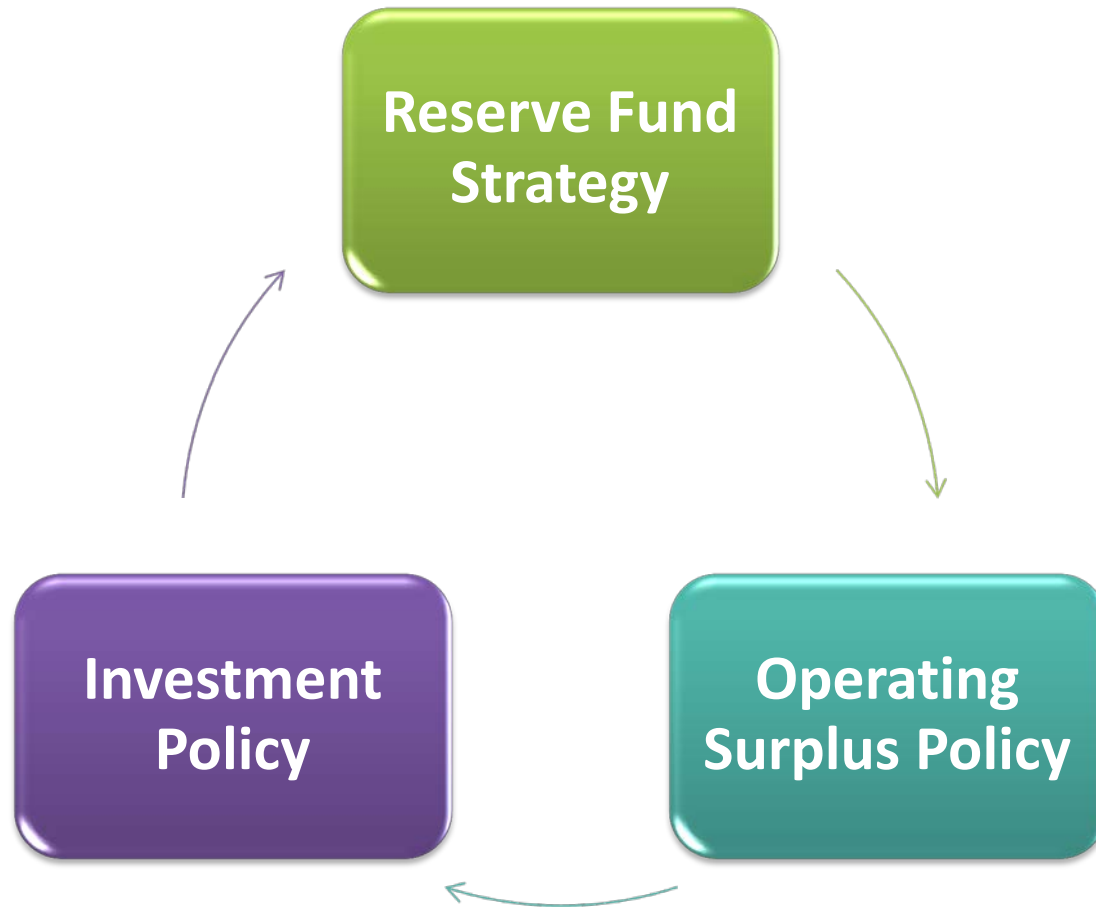 Reserve Fund
Strategy
Investment
Policy
Operating
Surplus Policy